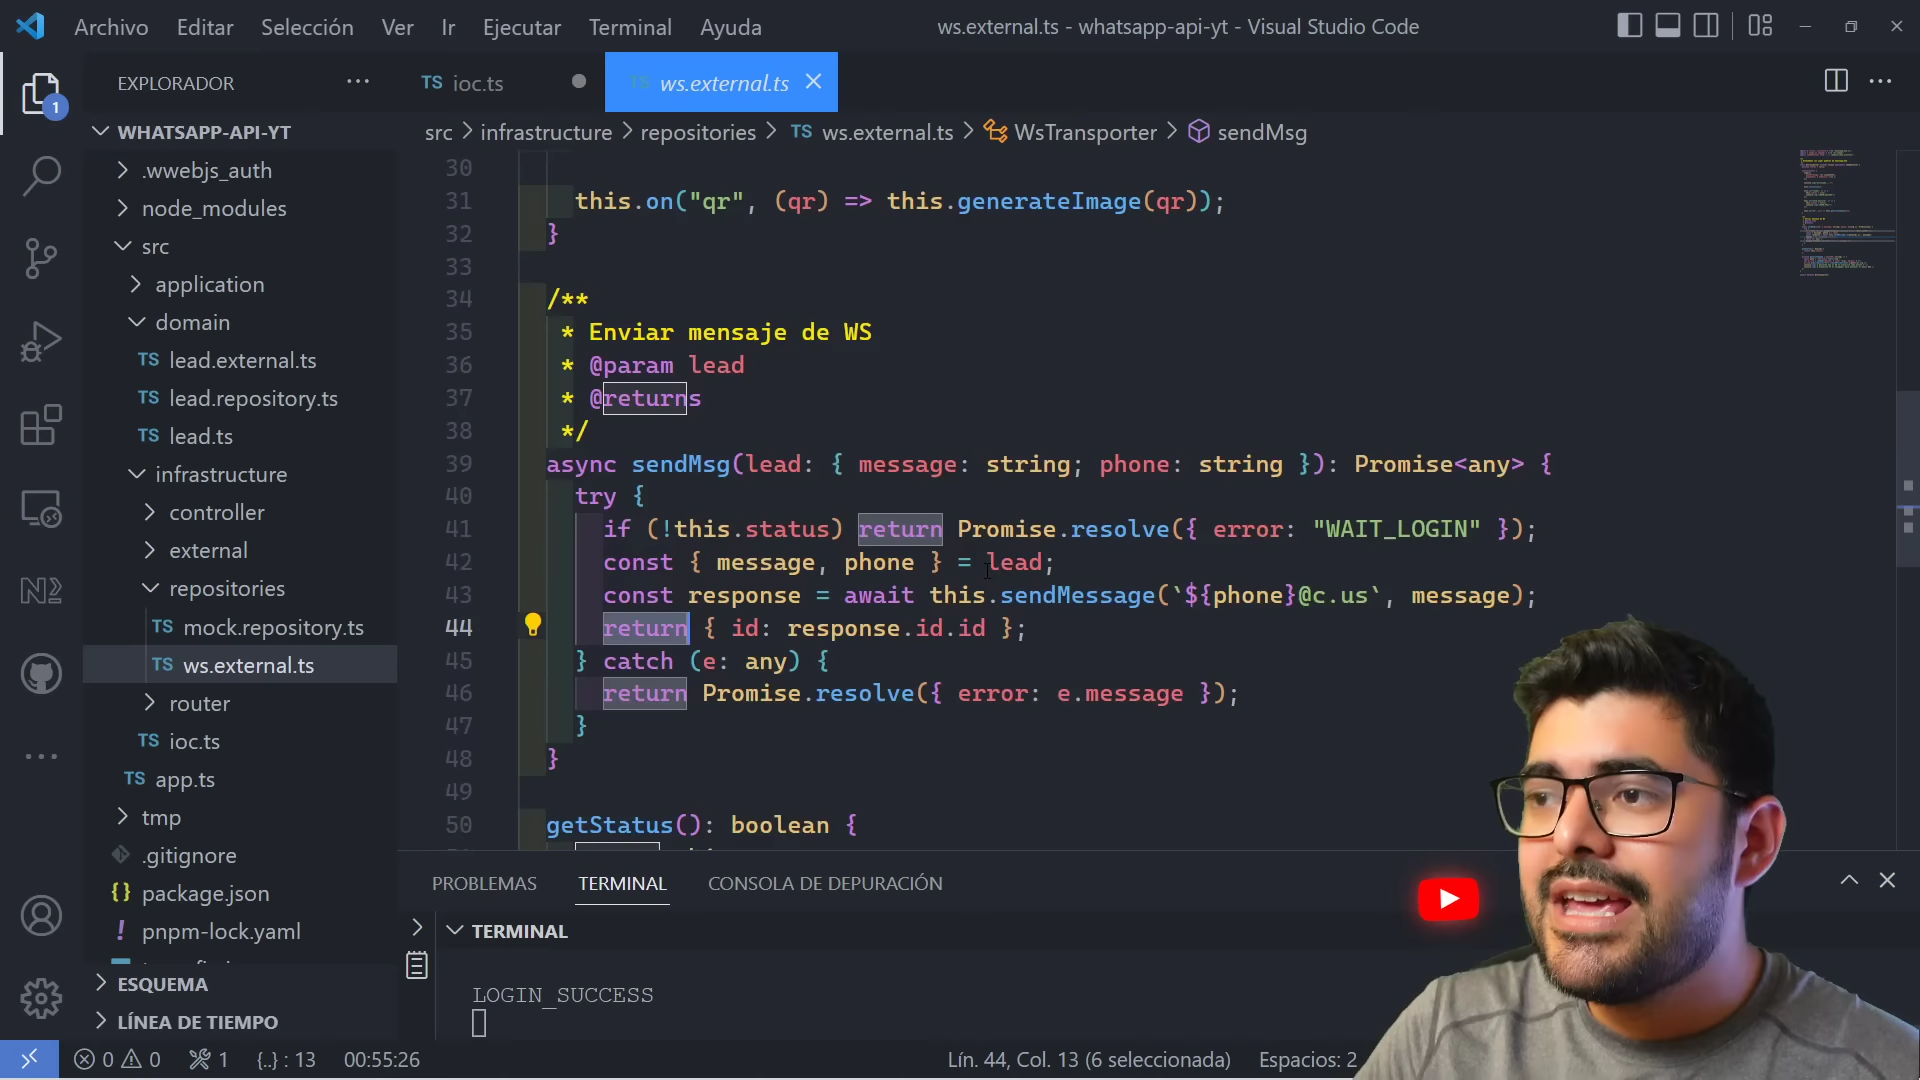 Archivo Editar Selección Ver Ir Ejecutar Terminal Ayuda
ws.external.ts - whatsapp-api-yt - Visual Studio Code
EXPLORADOR
1
WHATSAPP-API-YT
.wwebjs_auth
node_modules
src
application
domain
TS lead.external.ts
TS lead.repository.ts
TS lead.ts
infrastructure
controller
external
repositories
TS mock.repository.ts
TS ws.external.ts
router
TS ioc.ts
TS app.ts
tmp
.gitignore
{} package.json
! pnpm-lock.yaml
ESQUEMA
LÍNEA DE TIEMPO
TS ioc.ts
TS ws.external.ts
src > infrastructure > repositories > TS ws.external.ts > WsTransporter > sendMsg
30
31 this.on("qr", (qr) => this.generateImage(qr));
32 }
33
34 /**
35 * Enviar mensaje de WS
36 * @param lead
37 * @returns
38 */
39 async sendMsg(lead: { message: string; phone: string }): Promise<any> {
40 try {
41 if (!this.status) return Promise.resolve({ error: "WAIT_LOGIN" });
42 const { message, phone } = lead;
43 const response = await this.sendMessage(`${phone}@c.us`, message);
44 return { id: response.id.id };
45 } catch (e: any) {
46 return Promise.resolve({ error: e.message });
47 }
48 }
49
50 getStatus(): boolean {
PROBLEMAS TERMINAL CONSOLA DE DEPURACIÓN
TERMINAL
LOGIN_SUCCESS
0 0 1 {..} : 13 00:55:26
Lín. 44, Col. 13 (6 seleccionada) Espacios: 2